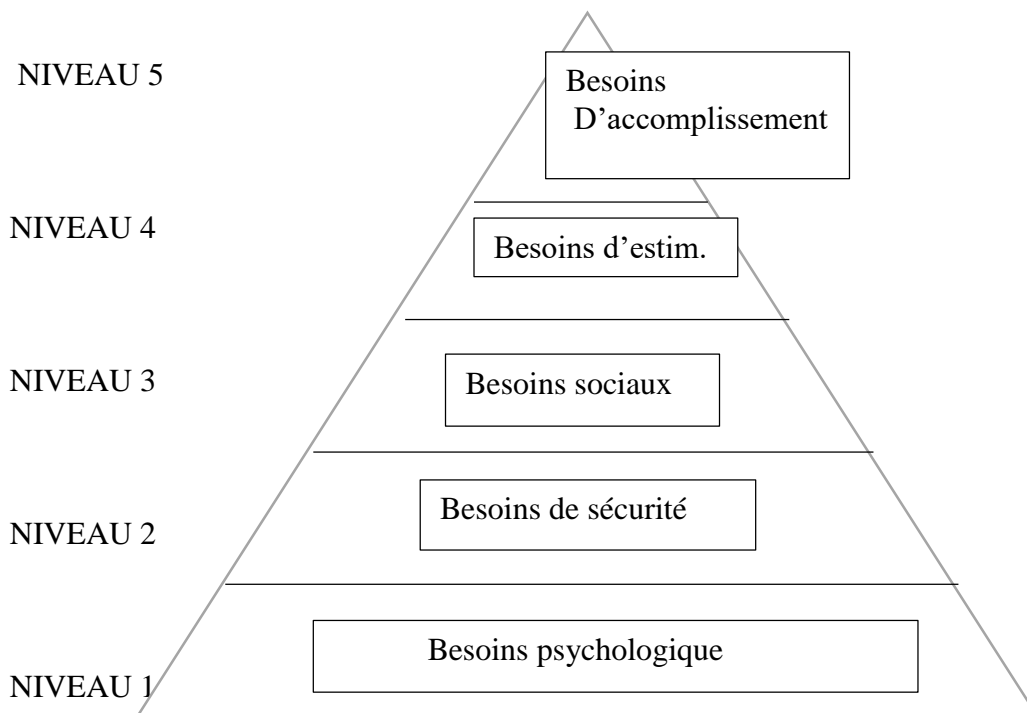 NIVEAU 5
Besoins
D’accomplissement
NIVEAU 4
Besoins d’estim.
NIVEAU 3
Besoins sociaux
NIVEAU 2
Besoins de sécurité
NIVEAU 1
Besoins psychologique